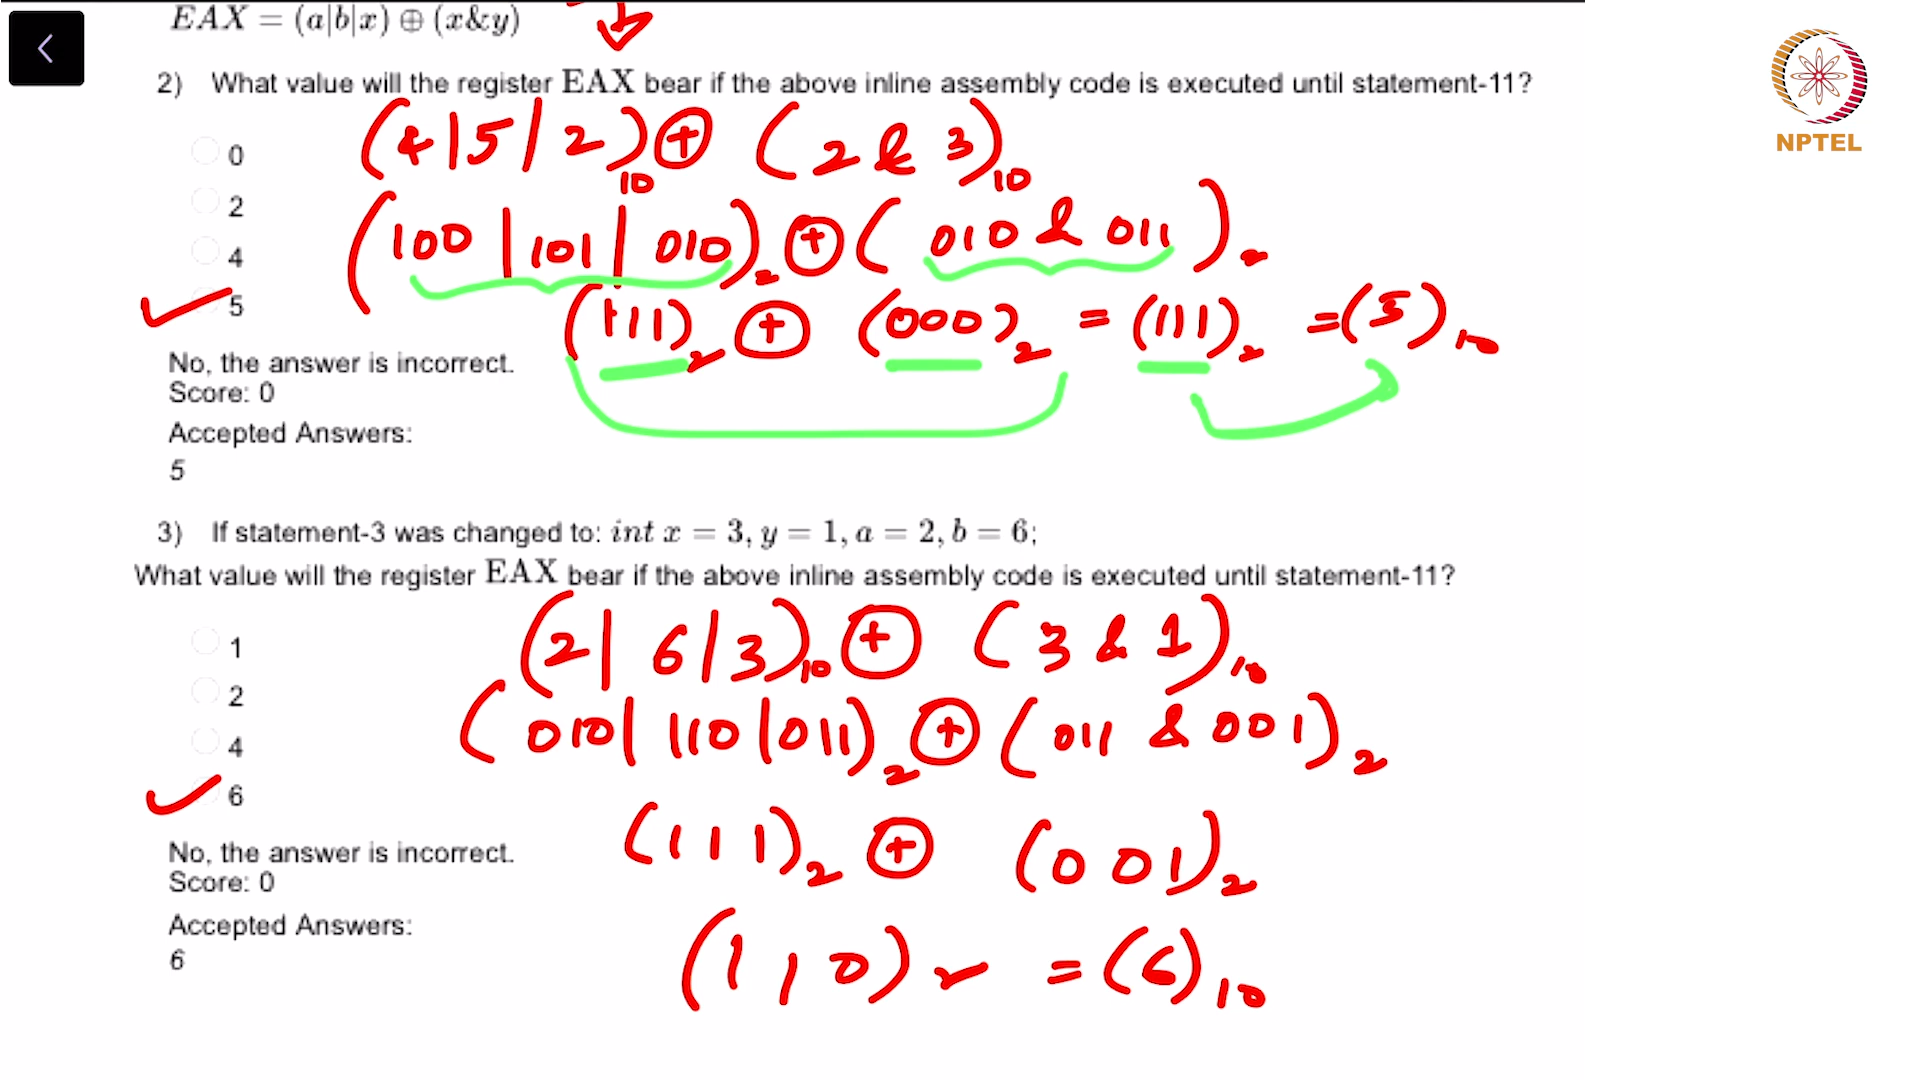 EAX = (a|b|x) ⊕ (x&y)
NPTEL
2) What value will the register EAX bear if the above inline assembly code is executed until statement-11?
(4|5|2)₁₀ ⊕ (2 & 3)₁₀
0
2
(100 | 101 | 010)₂ ⊕ (010 & 011)₂
4
5
(111)₂ ⊕ (000)₂ = (111)₂ = (5)₁₀
No, the answer is incorrect.
Score: 0
Accepted Answers:
5
3) If statement-3 was changed to: int x = 3, y = 1, a = 2, b = 6;
What value will the register EAX bear if the above inline assembly code is executed until statement-11?
(2 | 6 | 3)₁₀ ⊕ (3 & 1)₁₀
1
2
(010 | 110 | 011)₂ ⊕ (011 & 001)₂
4
6
(111)₂ ⊕ (001)₂
No, the answer is incorrect.
Score: 0
Accepted Answers:
6
(110)₂ = (6)₁₀